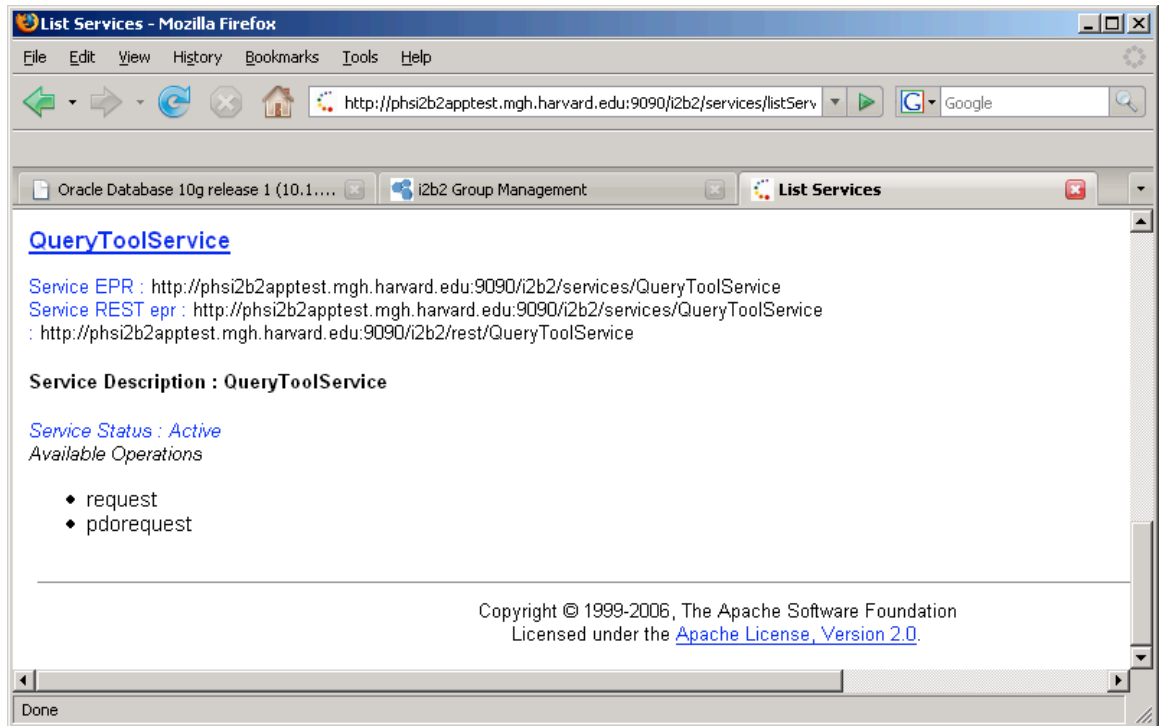 List Services - Mozilla Firefox
File Edit View History Bookmarks Tools Help
http://phsi2b2apptest.mgh.harvard.edu:9090/i2b2/services/listServ
G Google
Oracle Database 10g release 1 (10.1....
i2b2 Group Management
List Services
QueryToolService
Service EPR : http://phsi2b2apptest.mgh.harvard.edu:9090/i2b2/services/QueryToolService
Service REST epr : http://phsi2b2apptest.mgh.harvard.edu:9090/i2b2/services/QueryToolService
: http://phsi2b2apptest.mgh.harvard.edu:9090/i2b2/rest/QueryToolService
Service Description : QueryToolService
Service Status : Active
Available Operations
• request
• pdorequest
Copyright © 1999-2006, The Apache Software Foundation
Licensed under the Apache License, Version 2.0.
Done